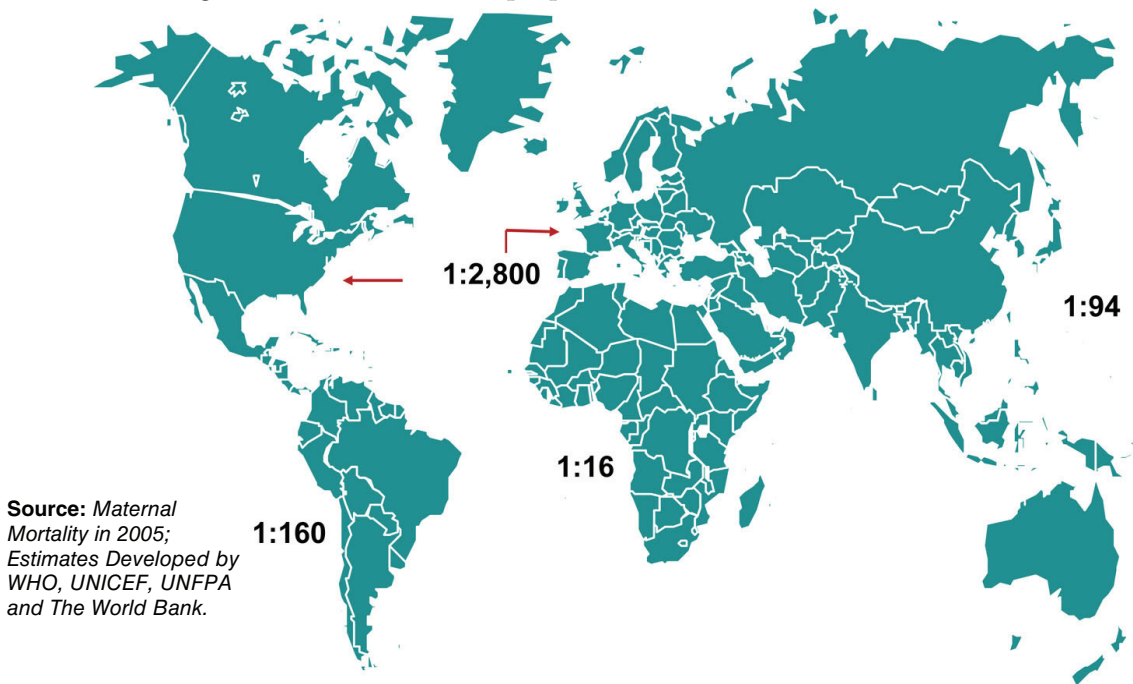 1:2,800
1:94
1:16
1:160
Source: Maternal
Mortality in 2005;
Estimates Developed by
WHO, UNICEF, UNFPA
and The World Bank.